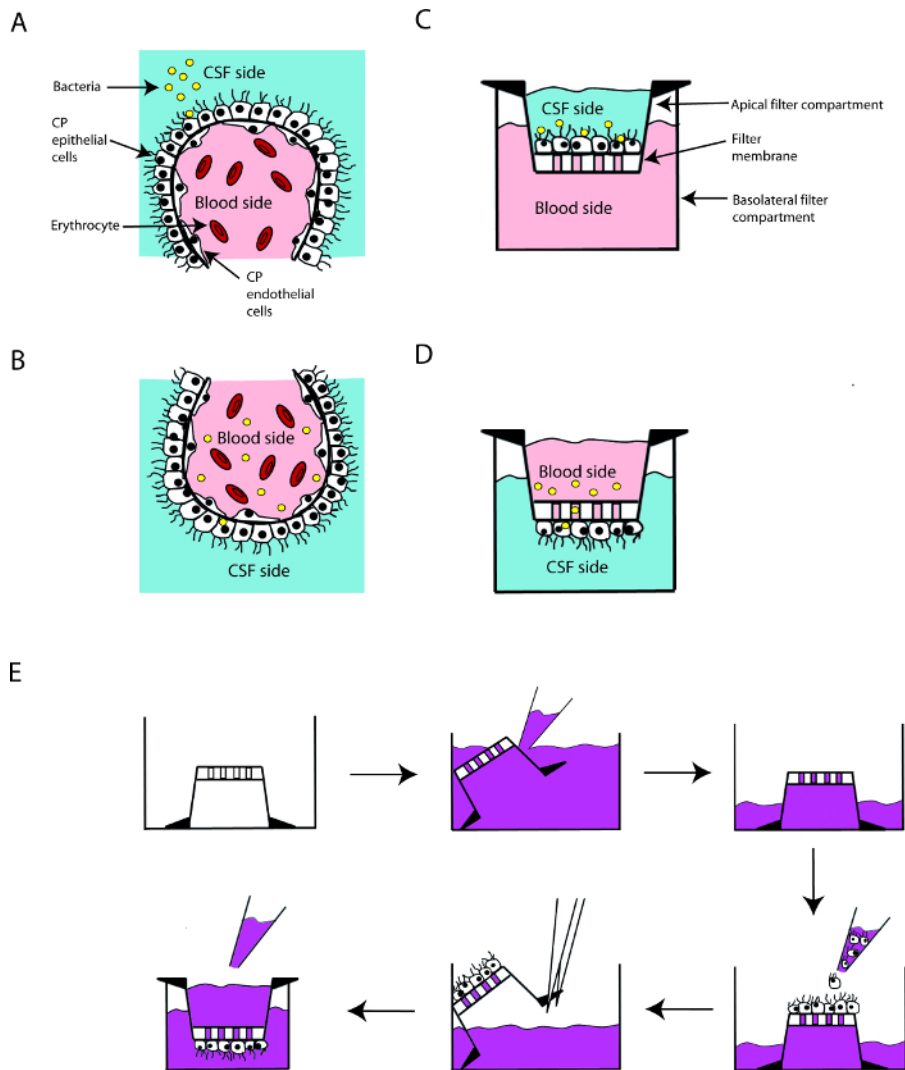 A
CSF side
Bacteria
CP
epithelial
cells
Blood side
Erythrocyte
CP
endothelial
cells
C
CSF side
Apical filter compartment
Filter
membrane
Basolateral filter
compartment
Blood side
B
Blood side
CSF side
D
Blood side
CSF side
E